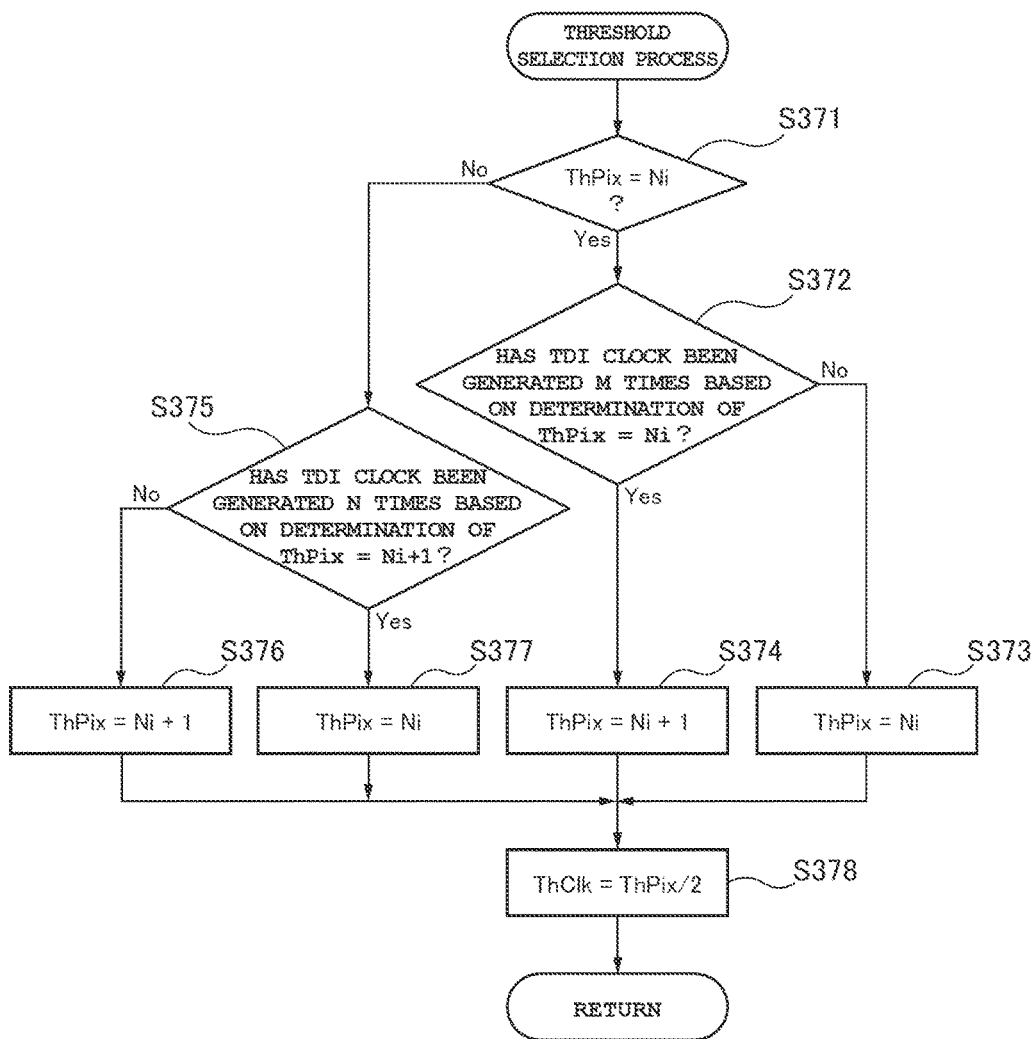 THRESHOLD
SELECTION PROCESS
S371
No
ThPix = Ni
?
Yes
S372
HAS TDI CLOCK BEEN
GENERATED M TIMES BASED
ON DETERMINATION OF
ThPix = Ni?
No
Yes
S375
HAS TDI CLOCK BEEN
GENERATED N TIMES BASED
ON DETERMINATION OF
ThPix = Ni+1?
No
Yes
S376
ThPix = Ni + 1
S377
ThPix = Ni
S374
ThPix = Ni + 1
S373
ThPix = Ni
S378
ThClk = ThPix/2
RETURN